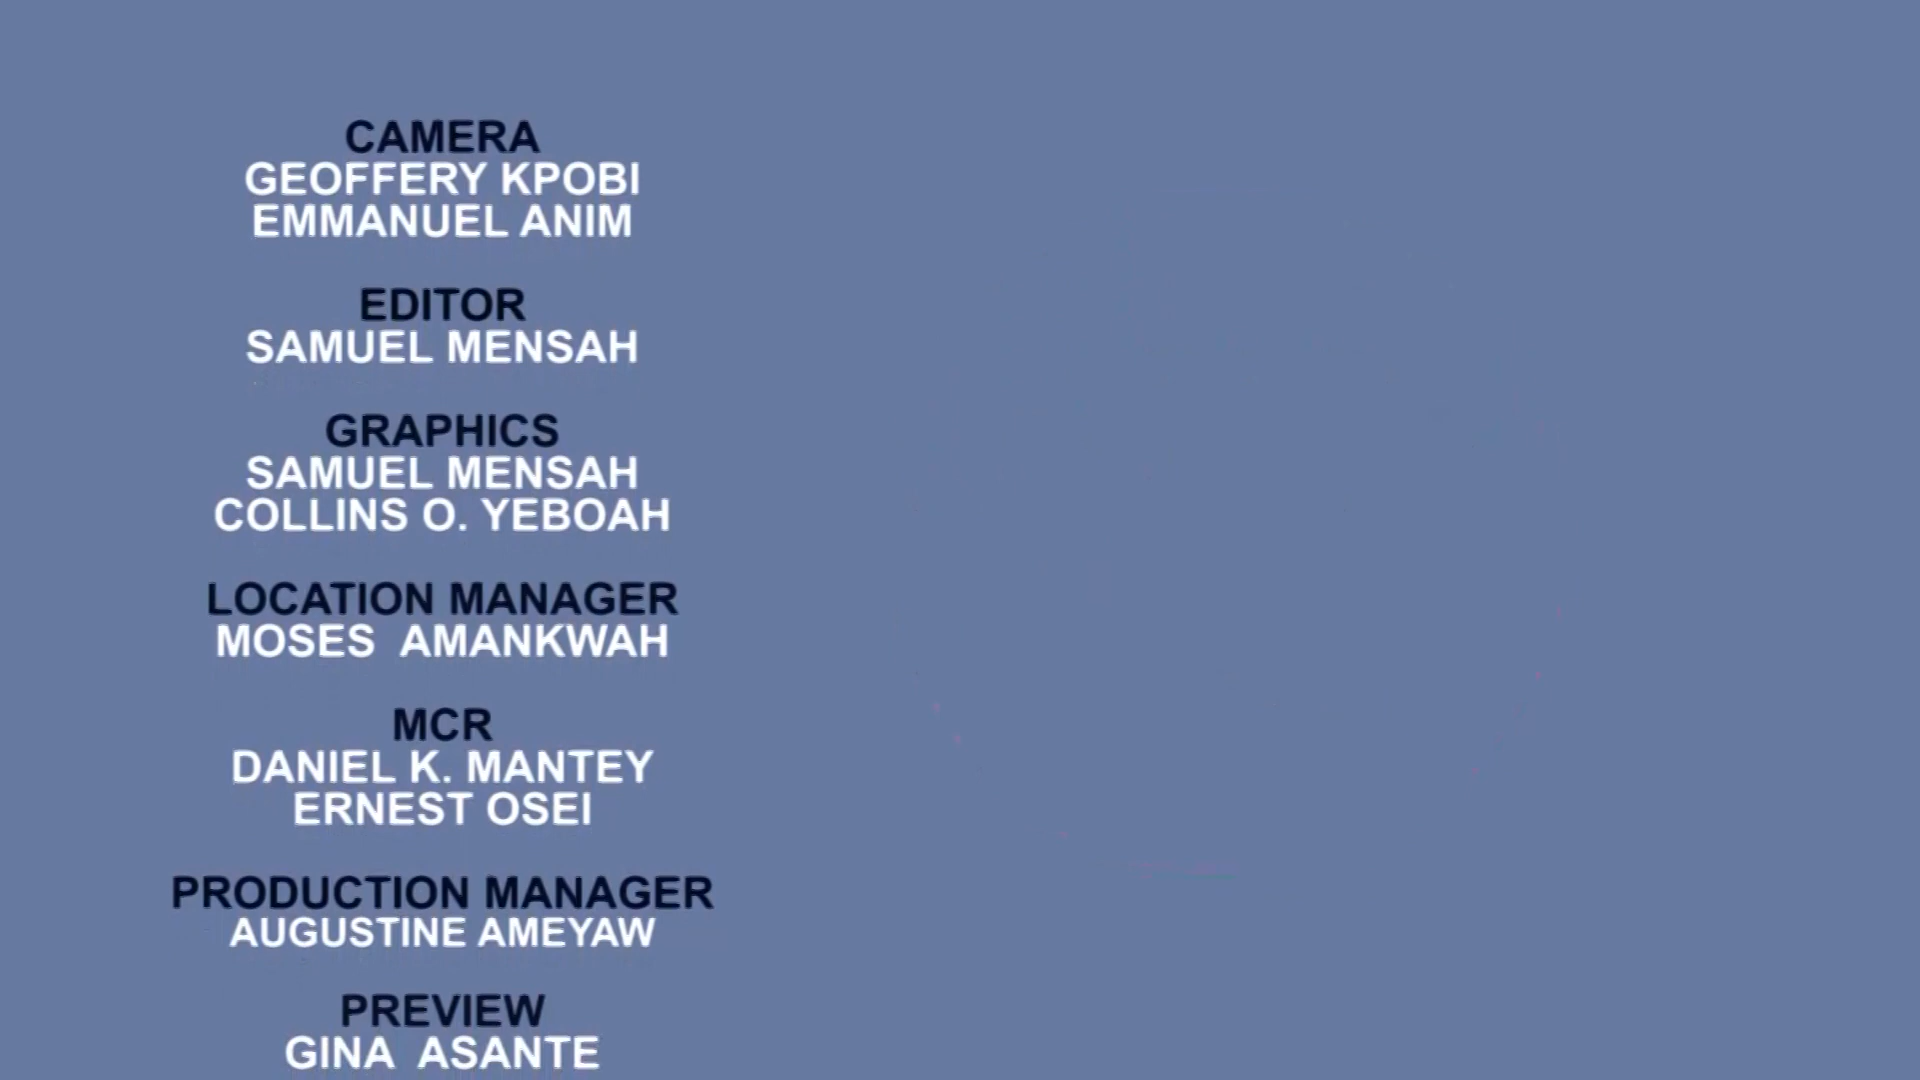 CAMERA
GEOFFERY KPOBI
EMMANUEL ANIM
EDITOR
SAMUEL MENSAH
GRAPHICS
SAMUEL MENSAH
COLLINS O. YEBOAH
LOCATION MANAGER
MOSES AMANKWAH
MCR
DANIEL K. MANTEY
ERNEST OSEI
PRODUCTION MANAGER
AUGUSTINE AMEYAW
PREVIEW
GINA ASANTE